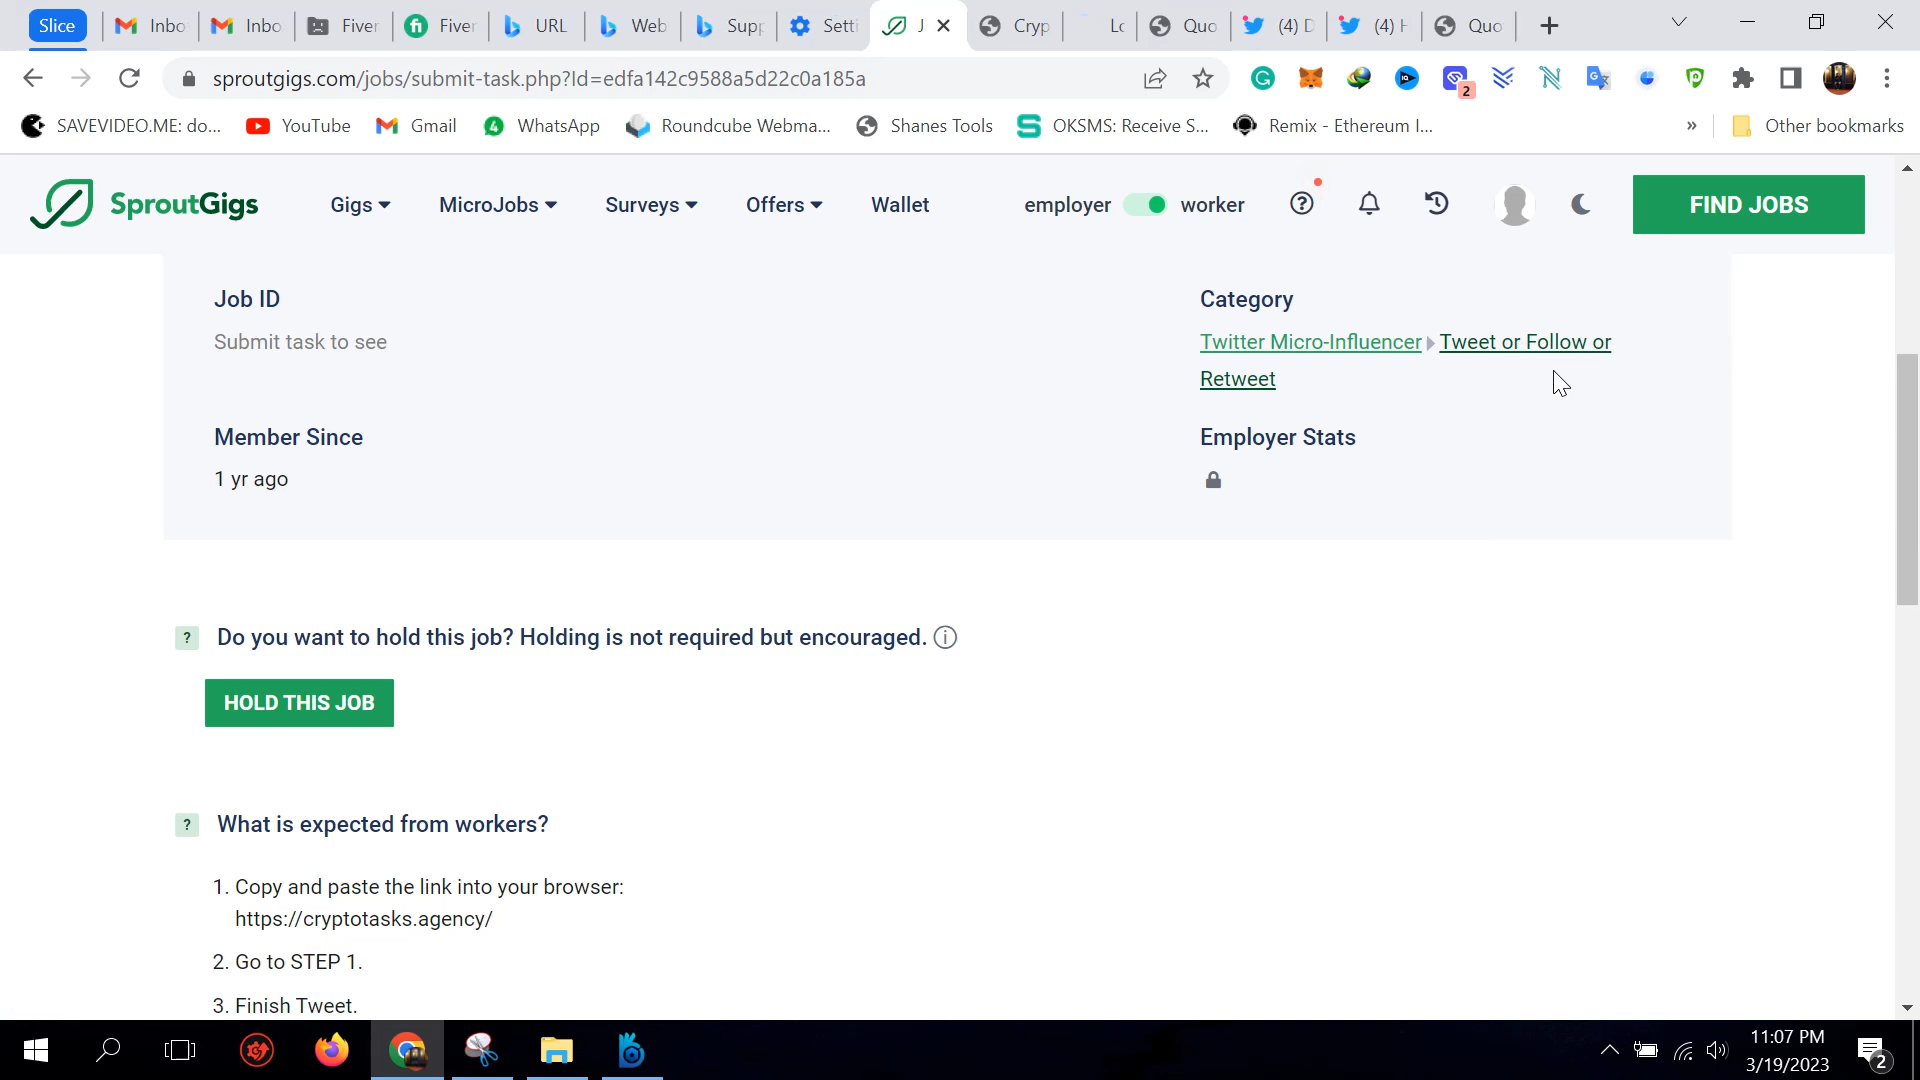 Slice Inbo Inbo Fiver Fiver URL Web Supp Setti J Cryp Lo Quo (4) D (4) H Quo
sproutgigs.com/jobs/submit-task.php?Id=edfa142c9588a5d22c0a185a
2
SAVEVIDEO.ME: do... YouTube Gmail WhatsApp Roundcube Webma... Shanes Tools OKSMS: Receive S... Remix - Ethereum I... » Other bookmarks
SproutGigs Gigs MicroJobs Surveys Offers Wallet employer worker FIND JOBS
Job ID
Submit task to see
Category
Twitter Micro-Influencer Tweet or Follow or
Retweet
Member Since
1 yr ago
Employer Stats
? Do you want to hold this job? Holding is not required but encouraged.
HOLD THIS JOB
? What is expected from workers?
1. Copy and paste the link into your browser:
https://cryptotasks.agency/
2. Go to STEP 1.
3. Finish Tweet.
11:07 PM
3/19/2023
2